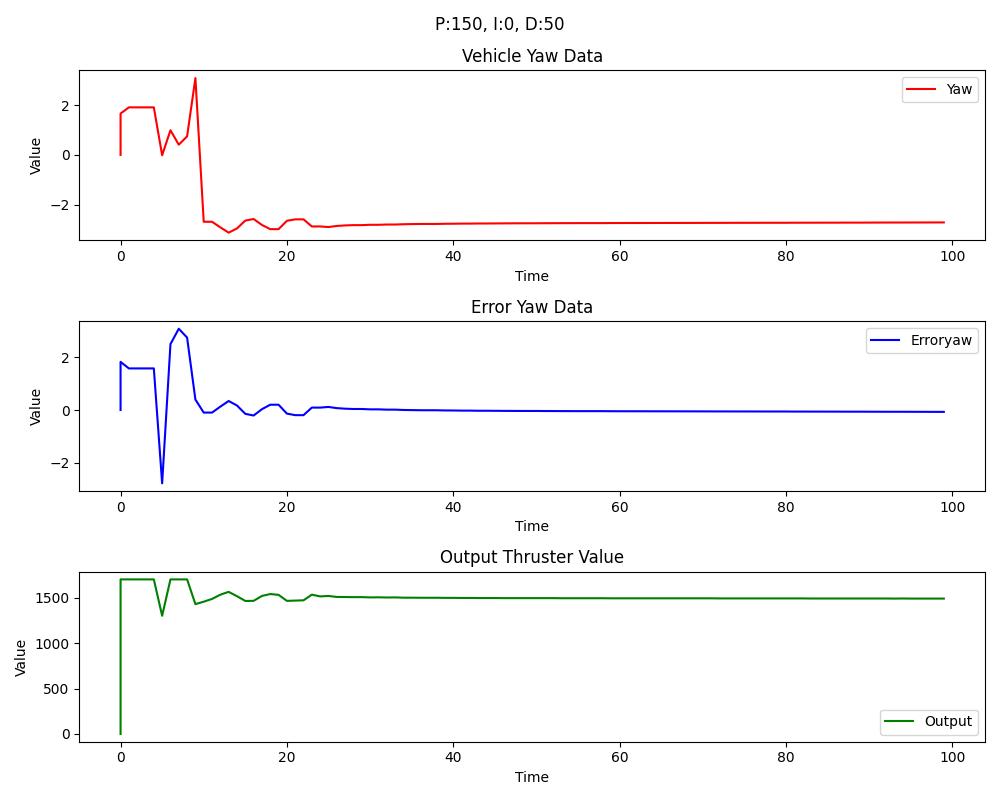 P:150, I:0, D:50
Vehicle Yaw Data
Yaw
2
0
−2
Value
0 20 40 60 80 100
Time
Error Yaw Data
Erroryaw
2
0
−2
Value
0 20 40 60 80 100
Time
Output Thruster Value
1500
1000
500
0
Value
Output
0 20 40 60 80 100
Time